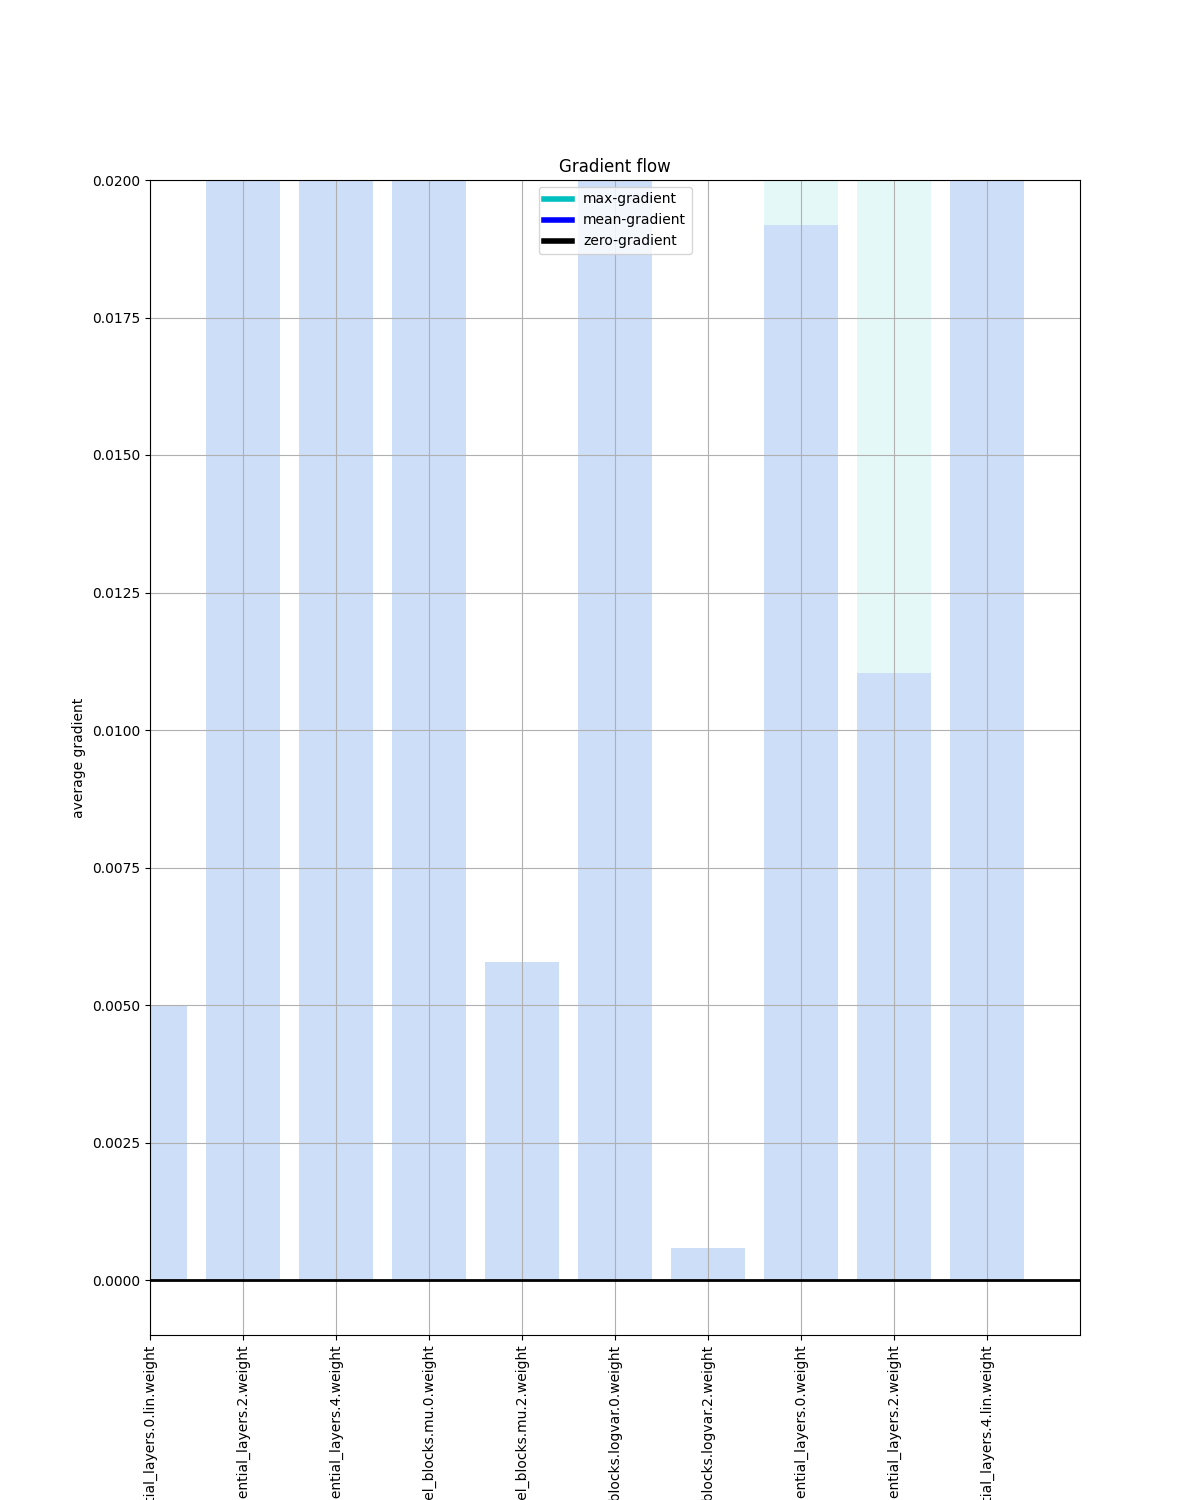 Gradient flow
max-gradient
mean-gradient
zero-gradient
0.0200
0.0175
0.0150
0.0125
0.0100
0.0075
0.0050
0.0025
0.0000
average gradient
tial_layers.0.lin.weight
ential_layers.2.weight
ential_layers.4.weight
el_blocks.mu.0.weight
el_blocks.mu.2.weight
blocks.logvar.0.weight
blocks.logvar.2.weight
ential_layers.0.weight
ential_layers.2.weight
tial_layers.4.lin.weight